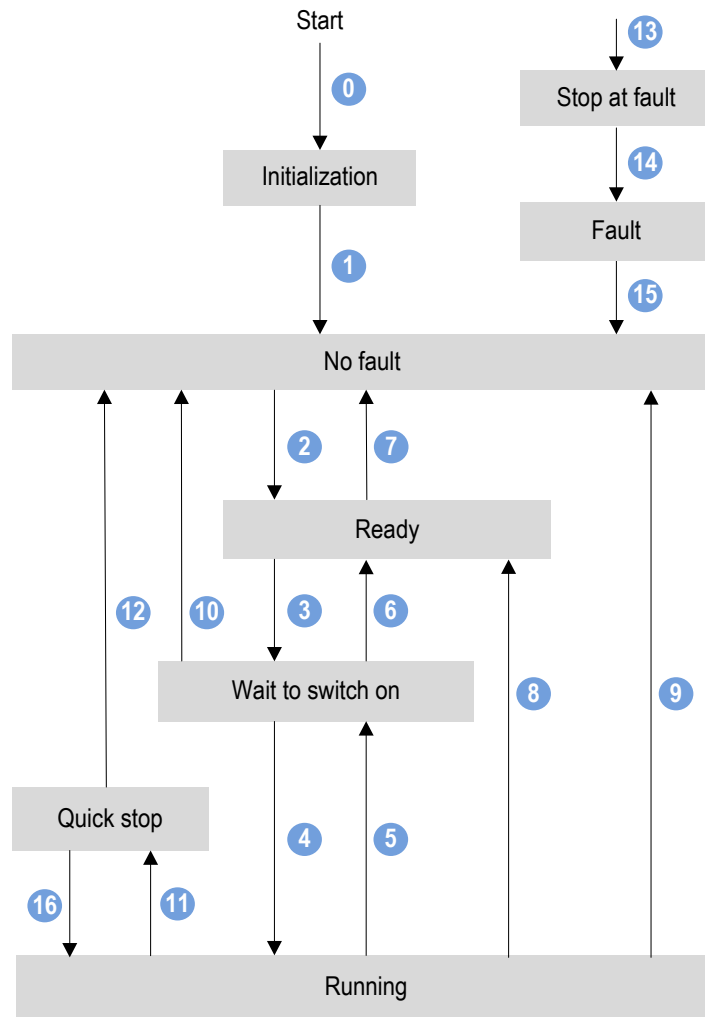 Start
13
0
Stop at fault
14
Initialization
Fault
1
15
No fault
2
7
Ready
12
10
3
6
Wait to switch on
8
9
Quick stop
4
5
16
11
Running